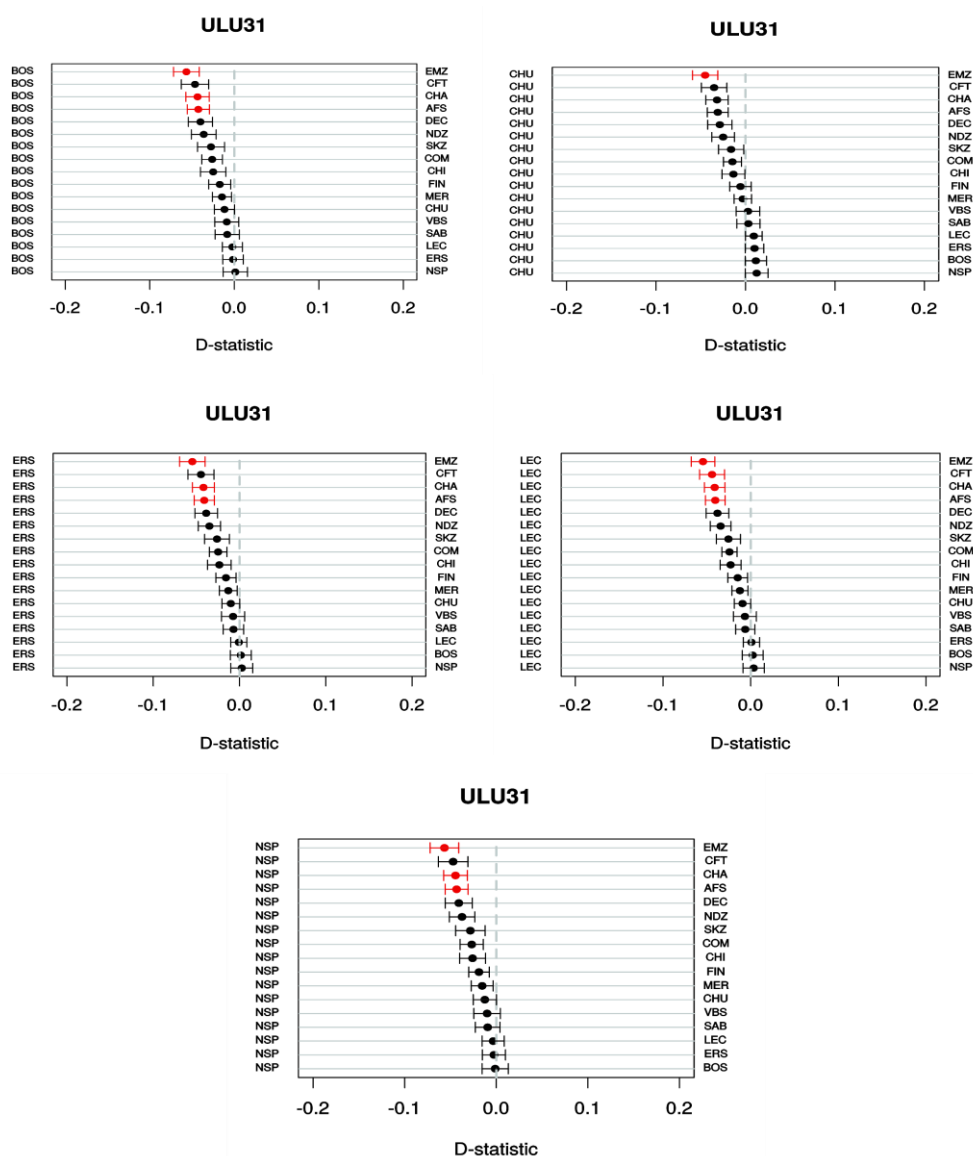 ULU31
BOS EMZ
BOS CFT
BOS CHA
BOS AFS
BOS DEC
BOS NDZ
BOS SKZ
BOS COM
BOS CHI
BOS FIN
BOS MER
BOS CHU
BOS VBS
BOS SAB
BOS LEC
BOS ERS
BOS NSP
-0.2 -0.1 0.0 0.1 0.2
D-statistic
ULU31
CHU EMZ
CHU CFT
CHU CHA
CHU AFS
CHU DEC
CHU NDZ
CHU SKZ
CHU COM
CHU CHI
CHU FIN
CHU MER
CHU VBS
CHU SAB
CHU LEC
CHU ERS
CHU BOS
CHU NSP
-0.2 -0.1 0.0 0.1 0.2
D-statistic
ULU31
ERS EMZ
ERS CFT
ERS CHA
ERS AFS
ERS DEC
ERS NDZ
ERS SKZ
ERS COM
ERS CHI
ERS FIN
ERS MER
ERS CHU
ERS VBS
ERS SAB
ERS LEC
ERS BOS
ERS NSP
-0.2 -0.1 0.0 0.1 0.2
D-statistic
ULU31
LEC EMZ
LEC CFT
LEC CHA
LEC AFS
LEC DEC
LEC NDZ
LEC SKZ
LEC COM
LEC CHI
LEC FIN
LEC MER
LEC CHU
LEC VBS
LEC SAB
LEC ERS
LEC BOS
LEC NSP
-0.2 -0.1 0.0 0.1 0.2
D-statistic
ULU31
NSP EMZ
NSP CFT
NSP CHA
NSP AFS
NSP DEC
NSP NDZ
NSP SKZ
NSP COM
NSP CHI
NSP FIN
NSP MER
NSP CHU
NSP VBS
NSP SAB
NSP LEC
NSP ERS
NSP BOS
-0.2 -0.1 0.0 0.1 0.2
D-statistic